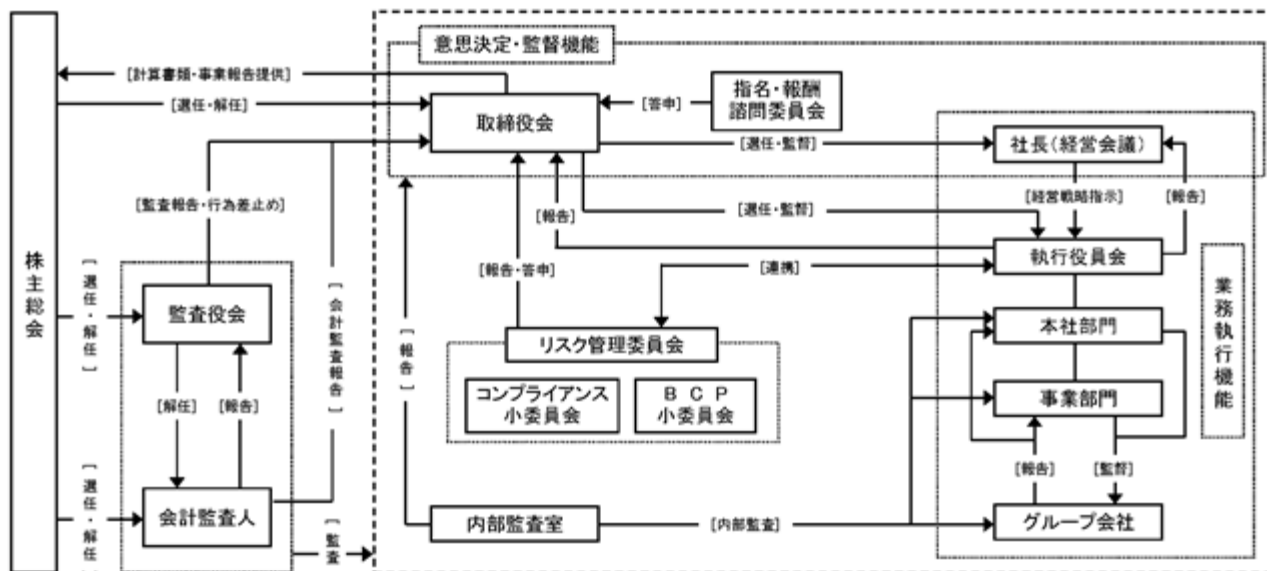 意思決定・監督機能
[計算書類・事業報告提供]
[選任・解任]
取締役会
[答申]
指名・報酬
諮問委員会
[選任・監督]
社長(経営会議)
[監査報告・行為差止め]
[報告]
[選任・監督]
[経営戦略指示]
[報告]
株主総会
[選任・解任]
[報告・答申]
[連携]
執行役員会
業務執行機能
監査役会
[会計監査報告]
[報告]
リスク管理委員会
本社部門
コンプライアンス
小委員会
BCP
小委員会
事業部門
[解任]
[報告]
[報告]
[監督]
[選任・解任]
会計監査人
[監査]
内部監査室
[内部監査]
グループ会社